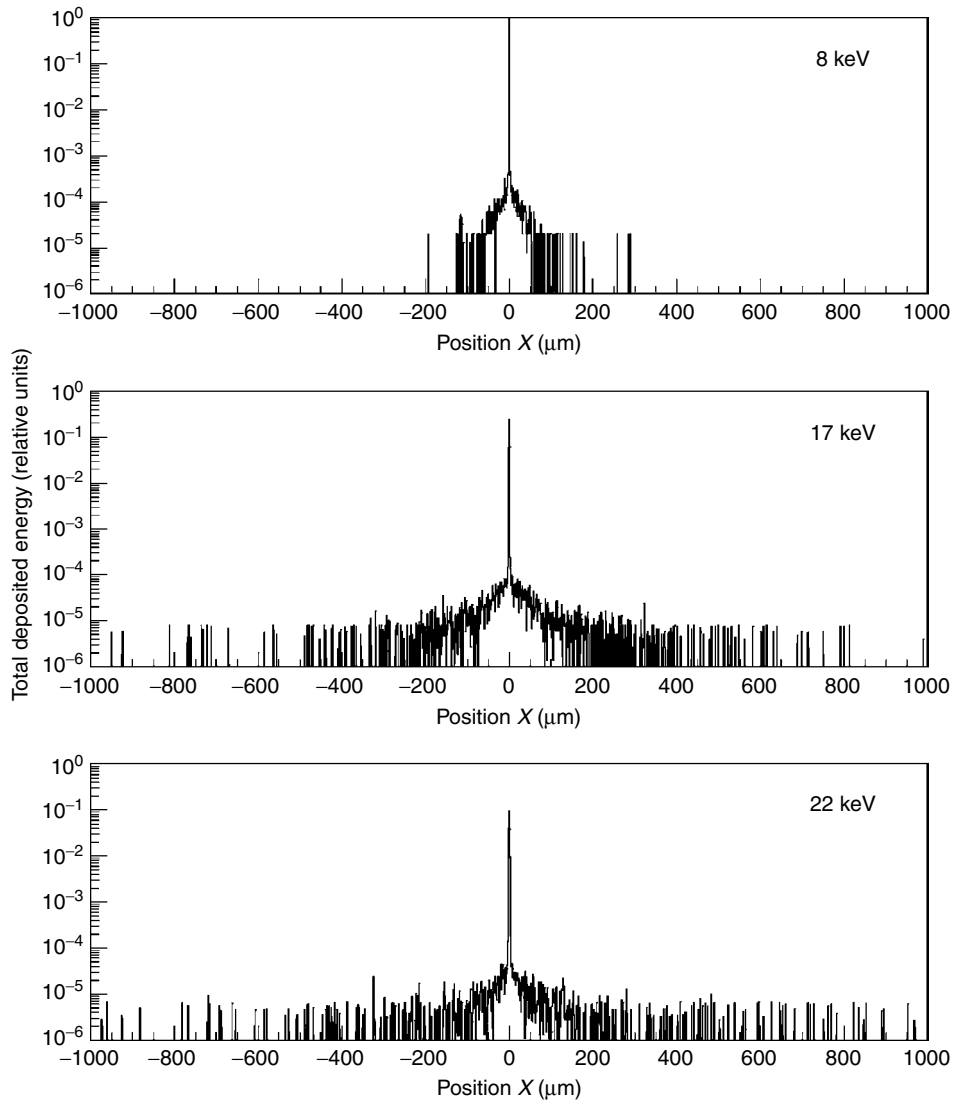 Total deposited energy (relative units)
10⁰
10⁻¹
10⁻²
10⁻³
10⁻⁴
10⁻⁵
10⁻⁶
8 keV
−1000 −800 −600 −400 −200 0 200 400 600 800 1000
Position X (μm)
10⁰
10⁻¹
10⁻²
10⁻³
10⁻⁴
10⁻⁵
10⁻⁶
17 keV
−1000 −800 −600 −400 −200 0 200 400 600 800 1000
Position X (μm)
10⁰
10⁻¹
10⁻²
10⁻³
10⁻⁴
10⁻⁵
10⁻⁶
22 keV
−1000 −800 −600 −400 −200 0 200 400 600 800 1000
Position X (μm)